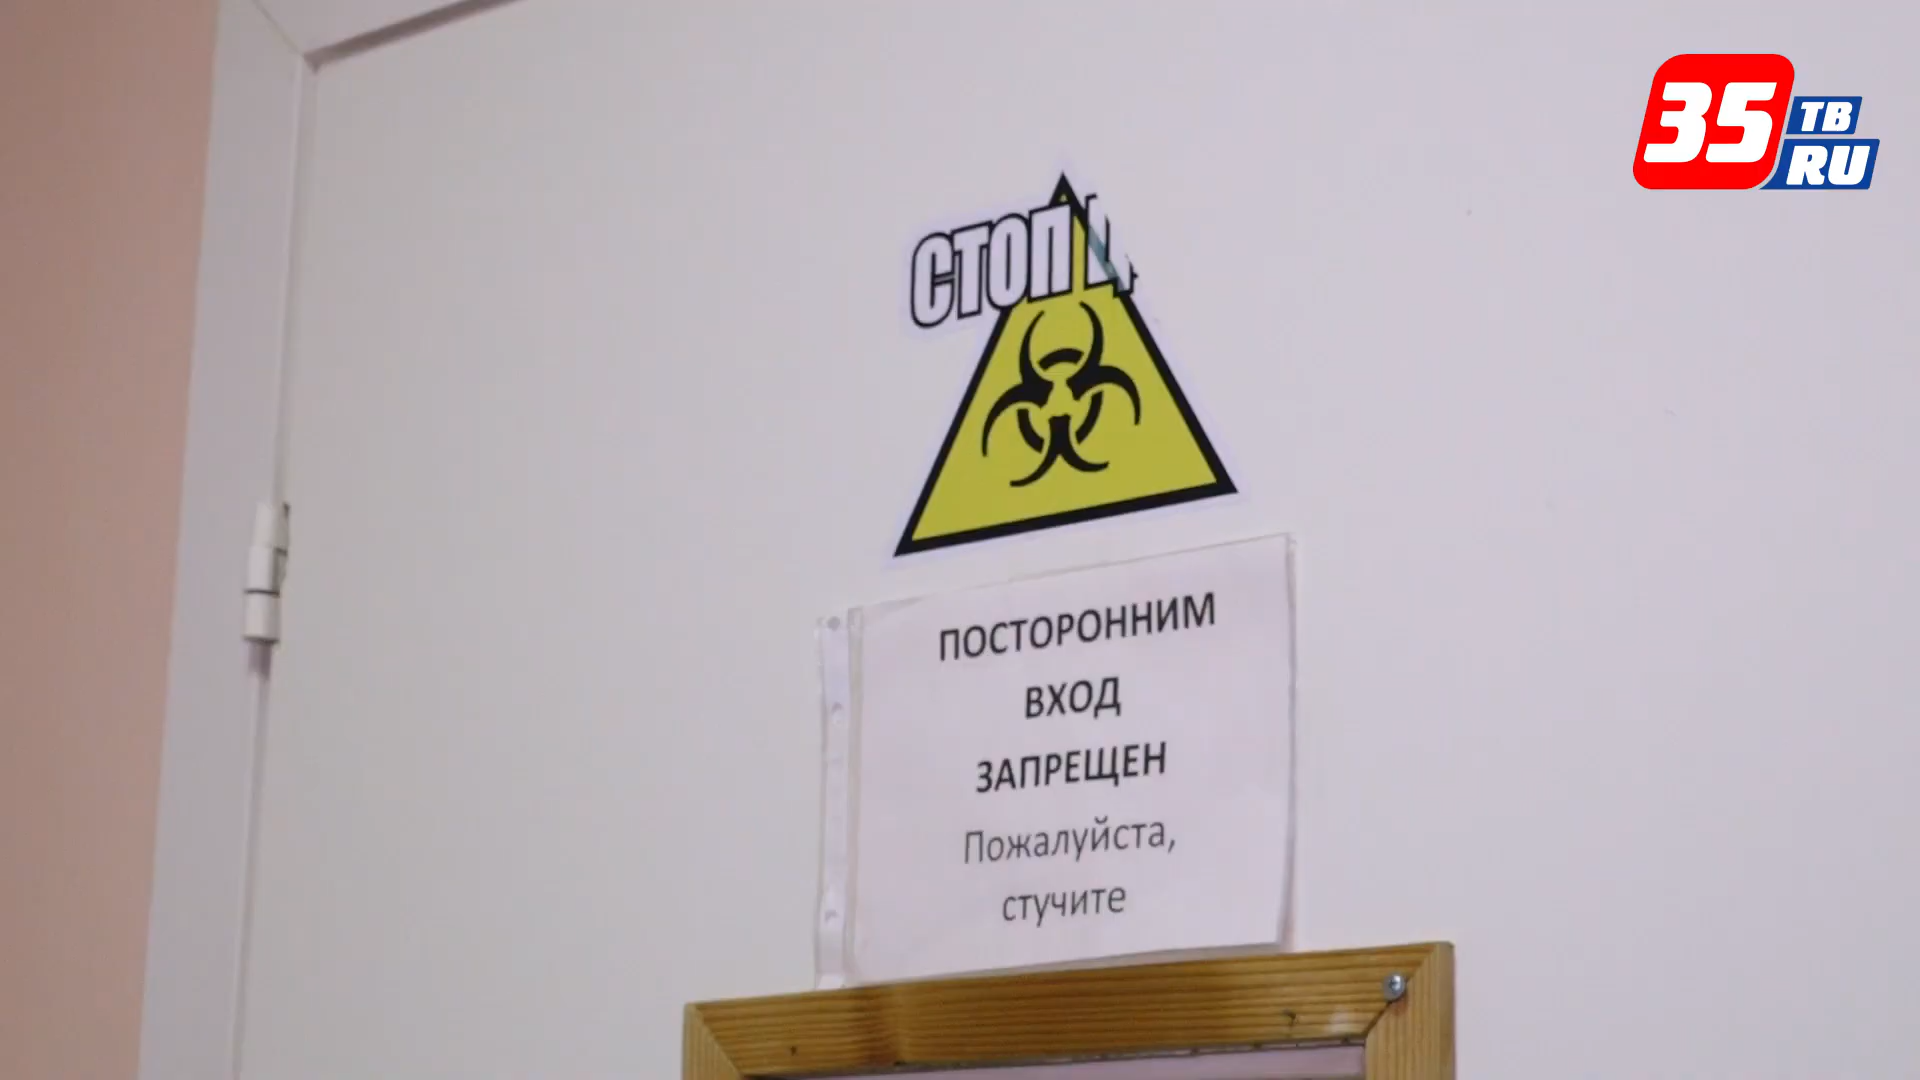 35
ТВ
RU
СТОП
ПОСТОРОННИМ
ВХОД
ЗАПРЕЩЕН
Пожалуйста,
стучите